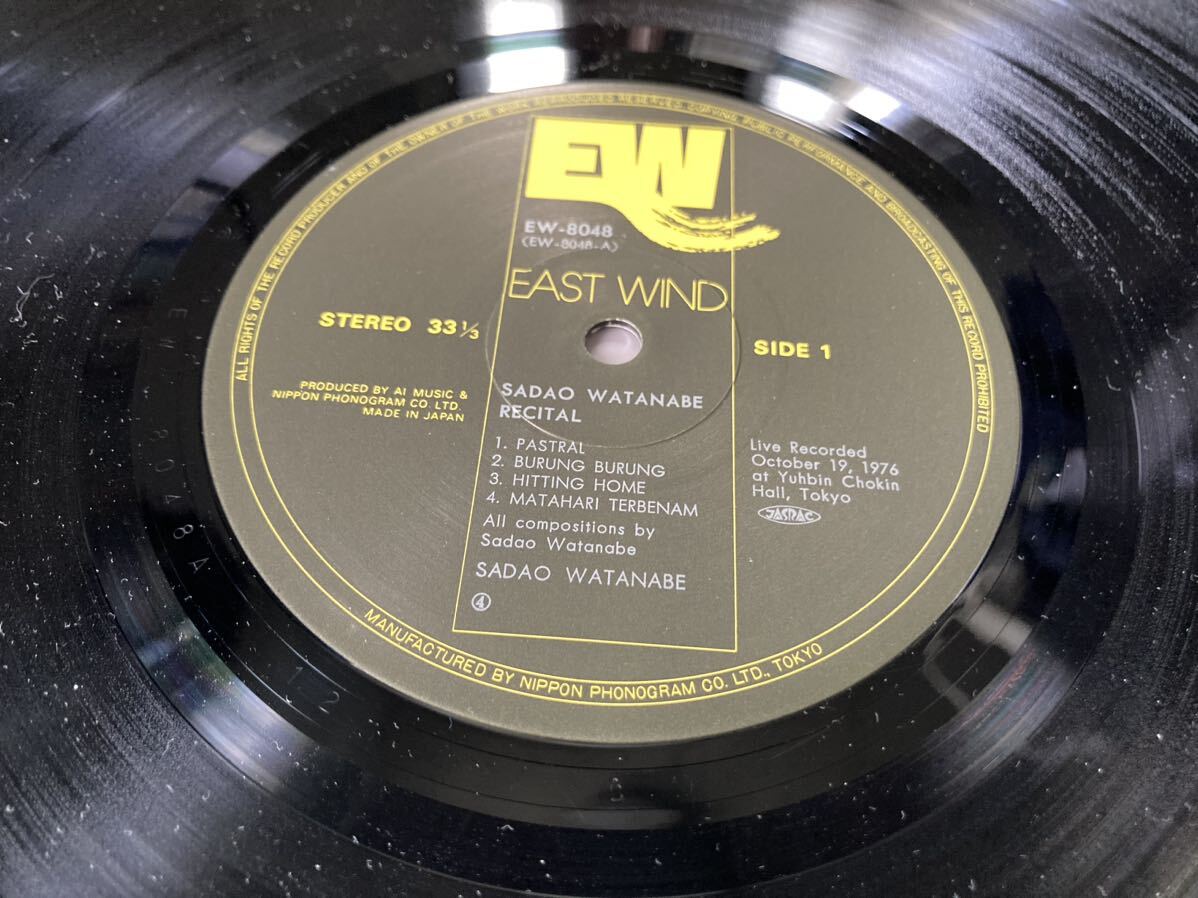 ALL RIGHTS OF THE RECORD PRODUCER AND OF THE OWNER OF THE WORK REPRODUCED RESERVED. COPYING PUBLIC PERFORMANCE AND BROADCASTING OF THIS RECORD PROHIBITED
EW
EW-8048
(EW-8048-A)
EAST WIND
STEREO 33 1/3
SIDE 1
PRODUCED BY AI MUSIC &
NIPPON PHONOGRAM CO. LTD.
MADE IN JAPAN
SADAO WATANABE
RECITAL
1. PASTRAL
2. BURUNG BURUNG
3. HITTING HOME
4. MATAHARI TERBENAM
All compositions by
Sadao Watanabe
SADAO WATANABE
④
Live Recorded
October 19, 1976
at Yuhbin Chokin
Hall, Tokyo
JASRAC
MANUFACTURED BY NIPPON PHONOGRAM CO. LTD., TOKYO
8048A
12